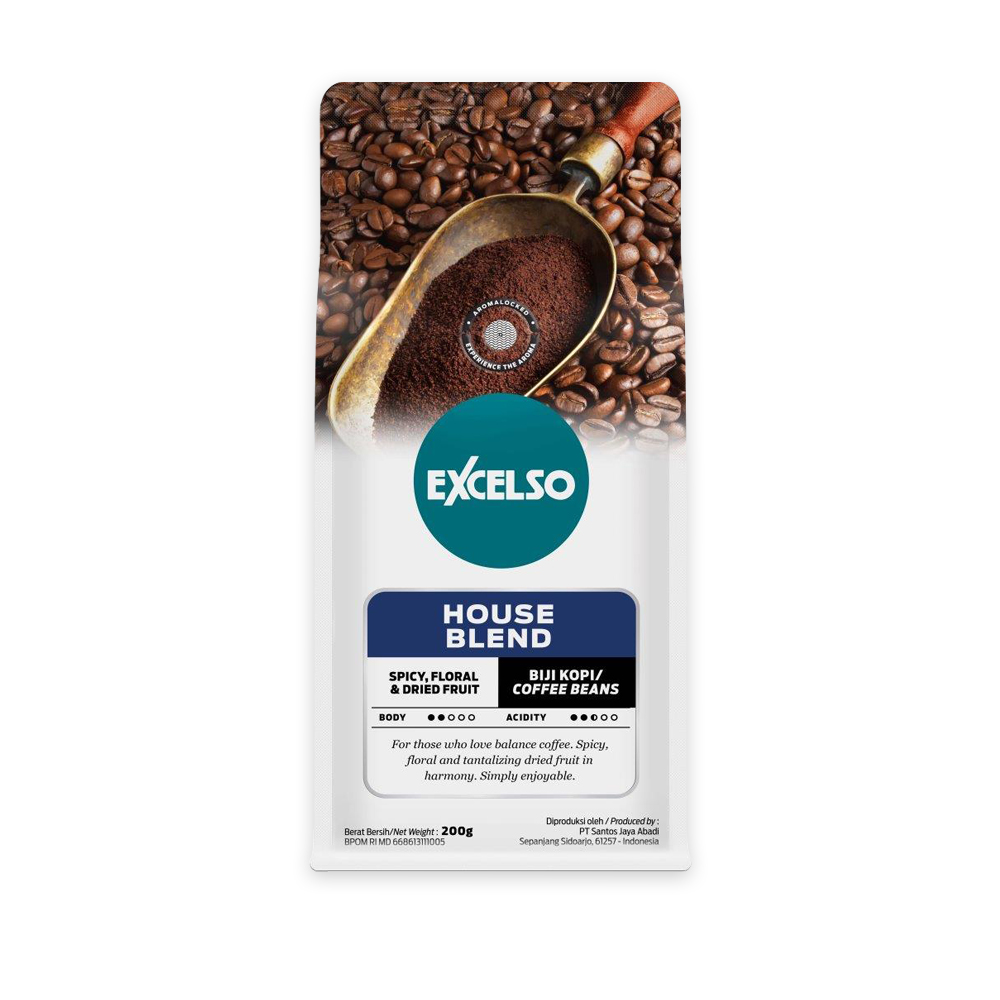 AROMALOCKED
EXPERIENCE THE AROMA
EXCELSO
HOUSE
BLEND
SPICY, FLORAL
& DRIED FRUIT
BIJI KOPI/
COFFEE BEANS
BODY
ACIDITY
For those who love balance coffee. Spicy,
floral and tantalizing dried fruit in
harmony. Simply enjoyable.
Berat Bersih/Net Weight : 200g
BPOM RI MD 668613111005
Diproduksi oleh / Produced by :
PT Santos Jaya Abadi
Sepanjang Sidoarjo, 61257 - Indonesia